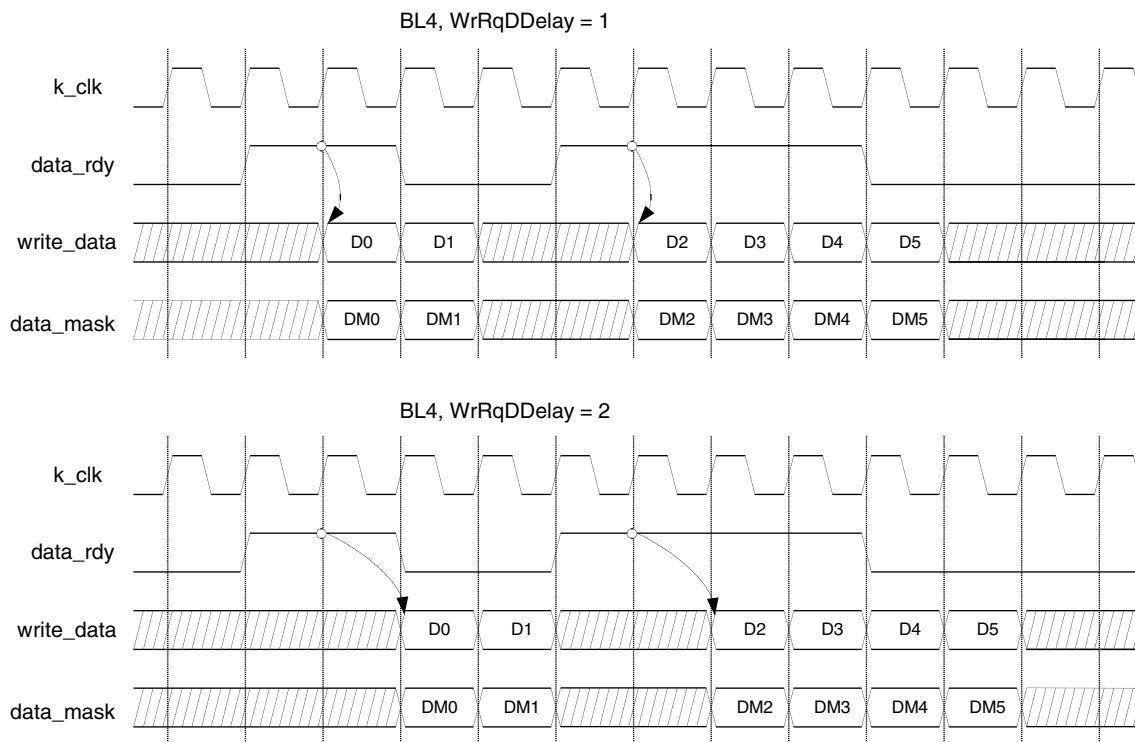 BL4, WrRqDDelay = 1
k_clk
data_rdy
write_data D0 D1 D2 D3 D4 D5
data_mask DM0 DM1 DM2 DM3 DM4 DM5
BL4, WrRqDDelay = 2
k_clk
data_rdy
write_data D0 D1 D2 D3 D4 D5
data_mask DM0 DM1 DM2 DM3 DM4 DM5